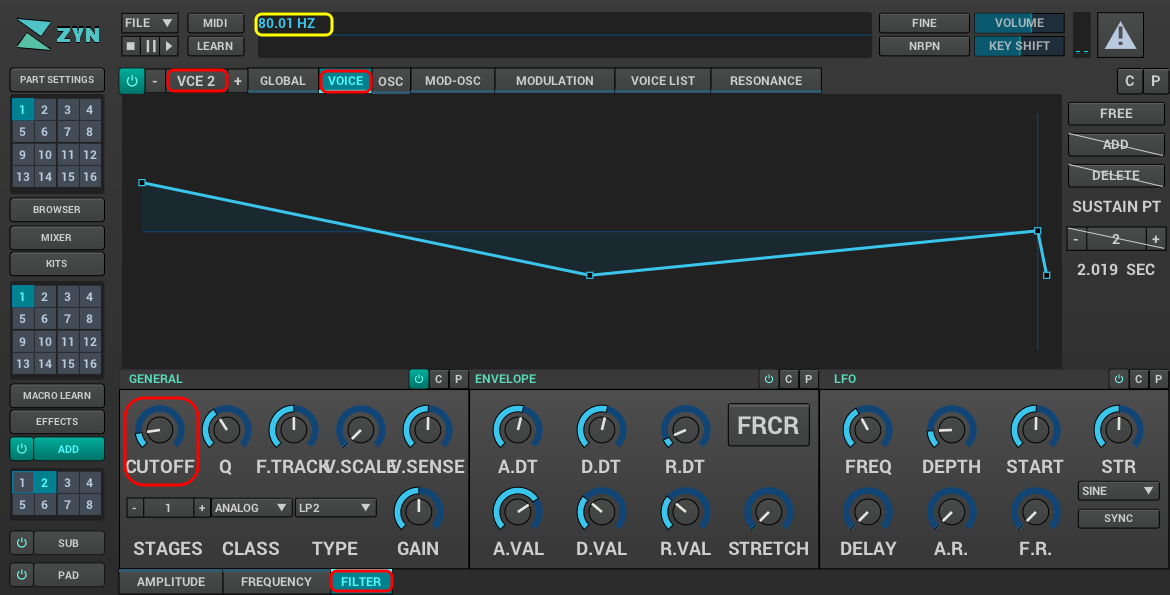 ZYN
FILE MIDI 80.01 HZ FINE VOLUME
LEARN NRPN KEY SHIFT --
PART SETTINGS - VCE 2 + GLOBAL VOICE OSC MOD-OSC MODULATION VOICE LIST RESONANCE C P
1 2 3 4
5 6 7 8
9 10 11 12
13 14 15 16
FREE
ADD
DELETE
SUSTAIN PT
- 2 +
2.019 SEC
BROWSER
MIXER
KITS
1 2 3 4
5 6 7 8
9 10 11 12
13 14 15 16
MACRO LEARN
EFFECTS
ADD
1 2 3 4
5 6 7 8
SUB
PAD
GENERAL C P ENVELOPE C P LFO C P
CUTOFF Q F.TRACK V.SCALE V.SENSE
- 1 + ANALOG LP2
STAGES CLASS TYPE GAIN
A.DT D.DT R.DT FRCR
A.VAL D.VAL R.VAL STRETCH
FREQ DEPTH START STR
SINE
SYNC
DELAY A.R. F.R.
AMPLITUDE FREQUENCY FILTER